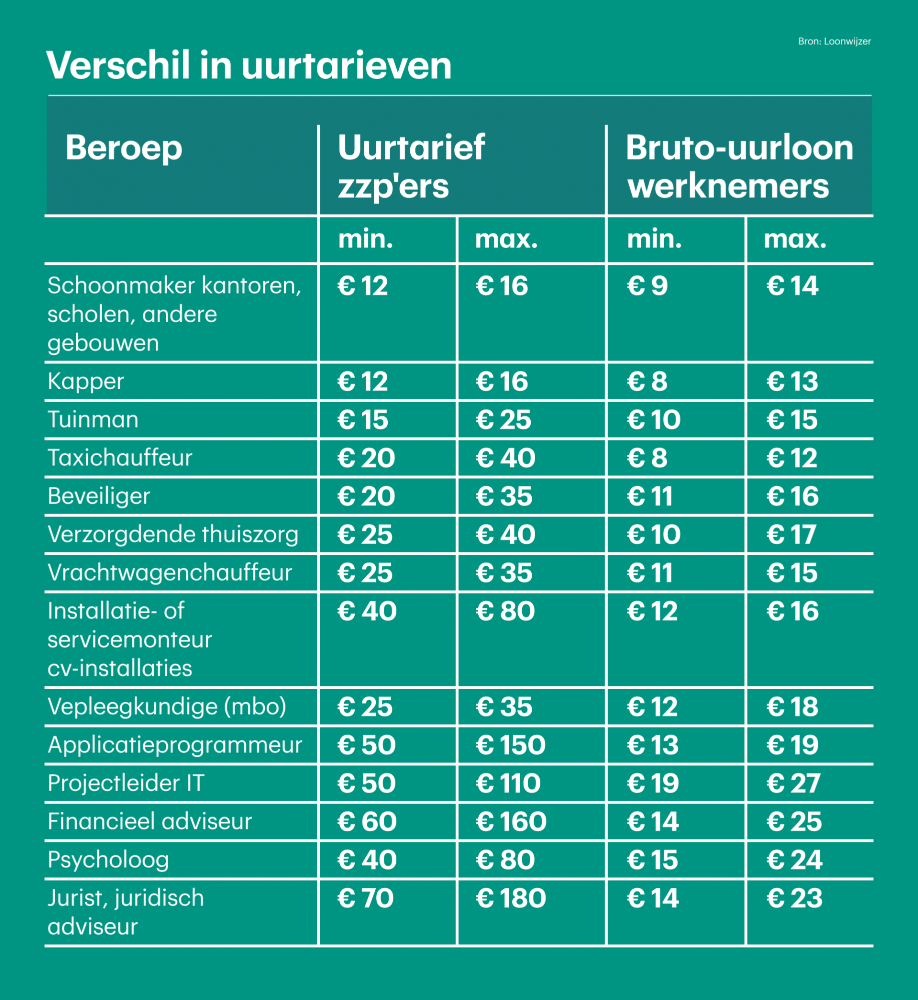 Bron: Loonwijzer
Verschil in uurtarieven
Beroep Uurtarief Bruto-uurloon
zzp'ers werknemers
min. max. min. max.
Schoonmaker kantoren, € 12 € 16 € 9 € 14
scholen, andere
gebouwen
Kapper € 12 € 16 € 8 € 13
Tuinman € 15 € 25 € 10 € 15
Taxichauffeur € 20 € 40 € 8 € 12
Beveiliger € 20 € 35 € 11 € 16
Verzorgdende thuiszorg € 25 € 40 € 10 € 17
Vrachtwagenchauffeur € 25 € 35 € 11 € 15
Installatie- of € 40 € 80 € 12 € 16
servicemonteur
cv-installaties
Vepleegkundige (mbo) € 25 € 35 € 12 € 18
Applicatieprogrammeur € 50 € 150 € 13 € 19
Projectleider IT € 50 € 110 € 19 € 27
Financieel adviseur € 60 € 160 € 14 € 25
Psycholoog € 40 € 80 € 15 € 24
Jurist, juridisch € 70 € 180 € 14 € 23
adviseur